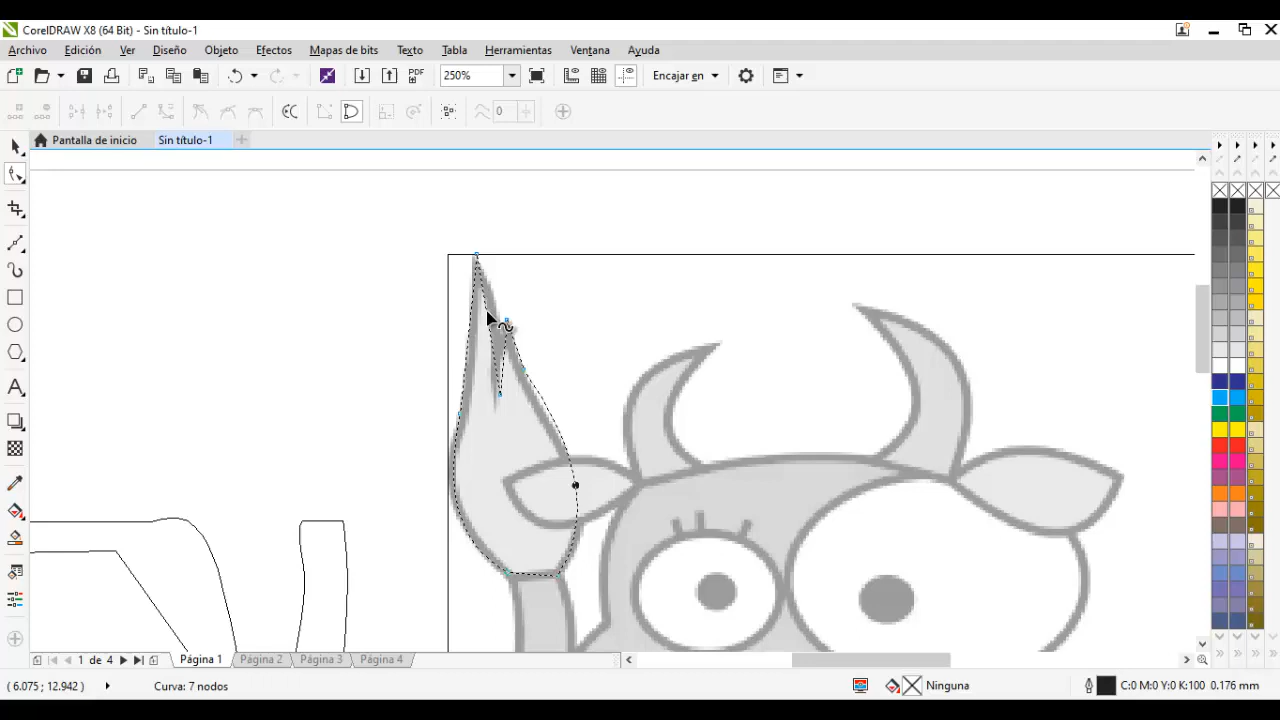 CorelDRAW X8 (64 Bit) - Sin título-1
Archivo Edición Ver Diseño Objeto Efectos Mapas de bits Texto Tabla Herramientas Ventana Ayuda
PDF 250% Encajar en
0
Pantalla de inicio Sin título-1
1 de 4 Página 1 Página 2 Página 3 Página 4
( 6.075 ; 12.942 ) Curva: 7 nodos Ninguna C:0 M:0 Y:0 K:100 0.176 mm